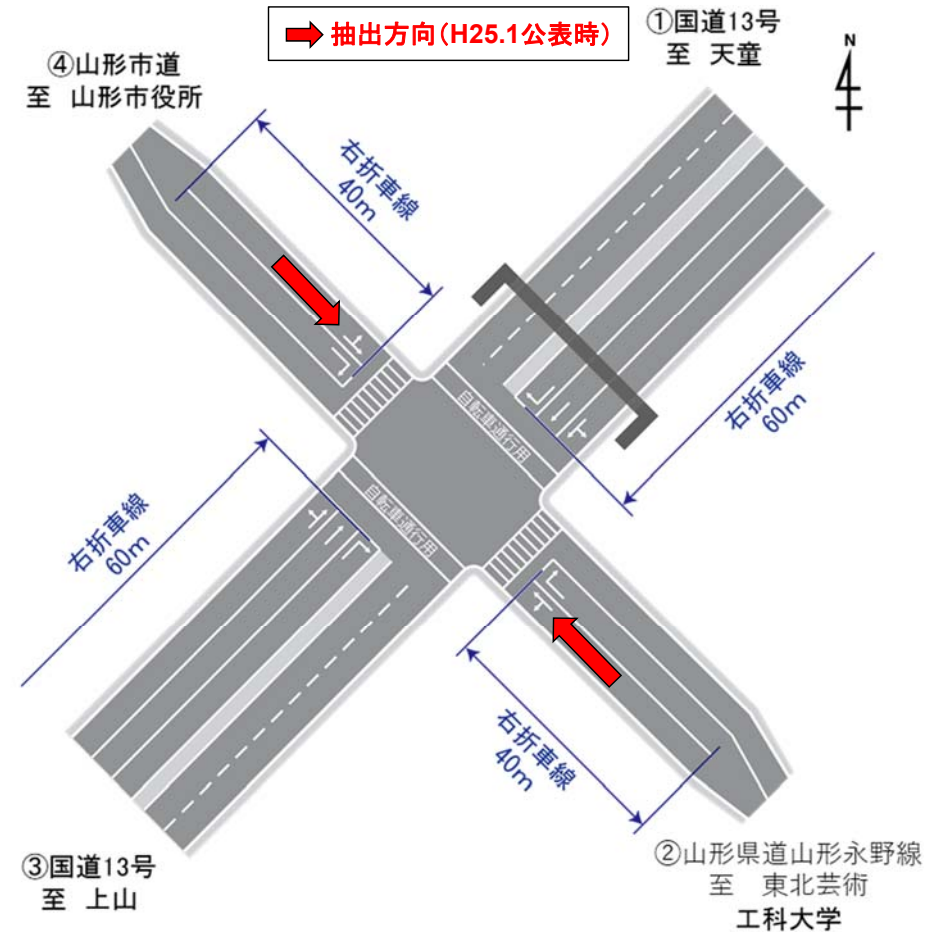 抽出方向(H25.1公表時)
①国道13号
至 天童
N
④山形市道
至 山形市役所
右折車線
40m
右折車線
60m
自転車通行用
自転車通行用
右折車線
60m
右折車線
40m
③国道13号
至 上山
②山形県道山形永野線
至 東北芸術
工科大学